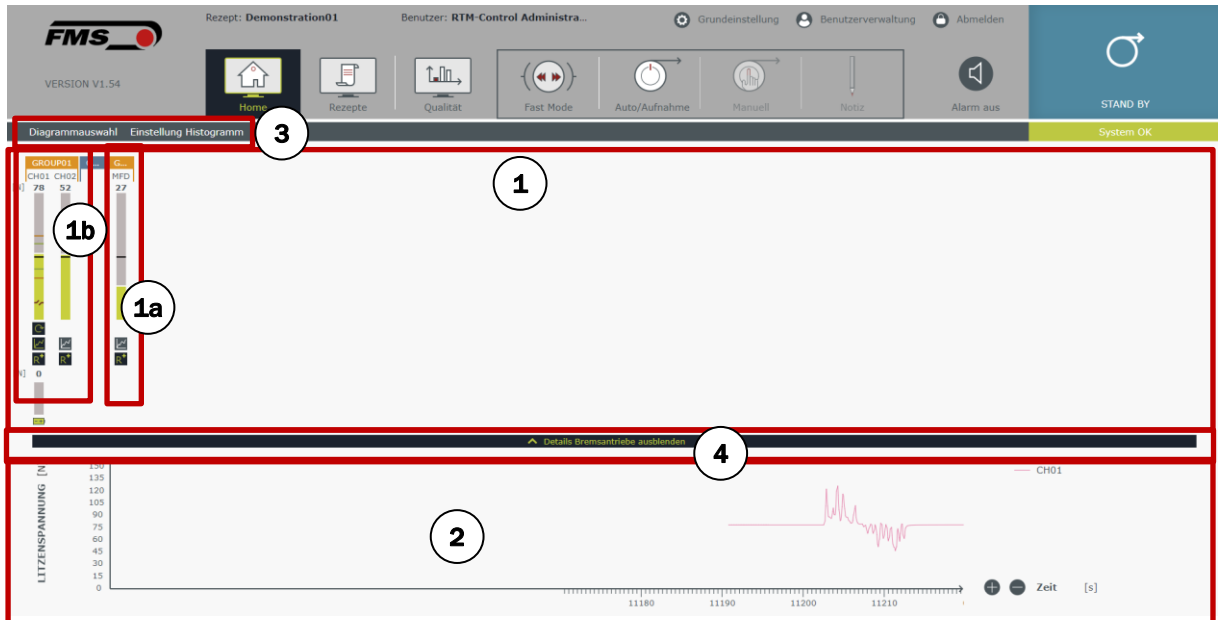 Rezept: Demonstration01 Benutzer: RTM-Control Administra... Grundeinstellung Benutzerverwaltung Abmelden
FMS
VERSION V1.54
Home Rezepte Qualität Fast Mode Auto/Aufnahme Manuell Notiz Alarm aus STAND BY
Diagrammauswahl Einstellung Histogramm 3 System OK
GROUP01 G...
CH01 CH02 MFD
N] 78 52 27
1
1b
1a
R+ R+ R+
N] 0
Details Bremsantriebe ausblenden
4
LITZENSPANNUNG [N
150
135
120
105
90
75
60
45
30
15
0
CH01
2
Zeit [s]
11180 11190 11200 11210